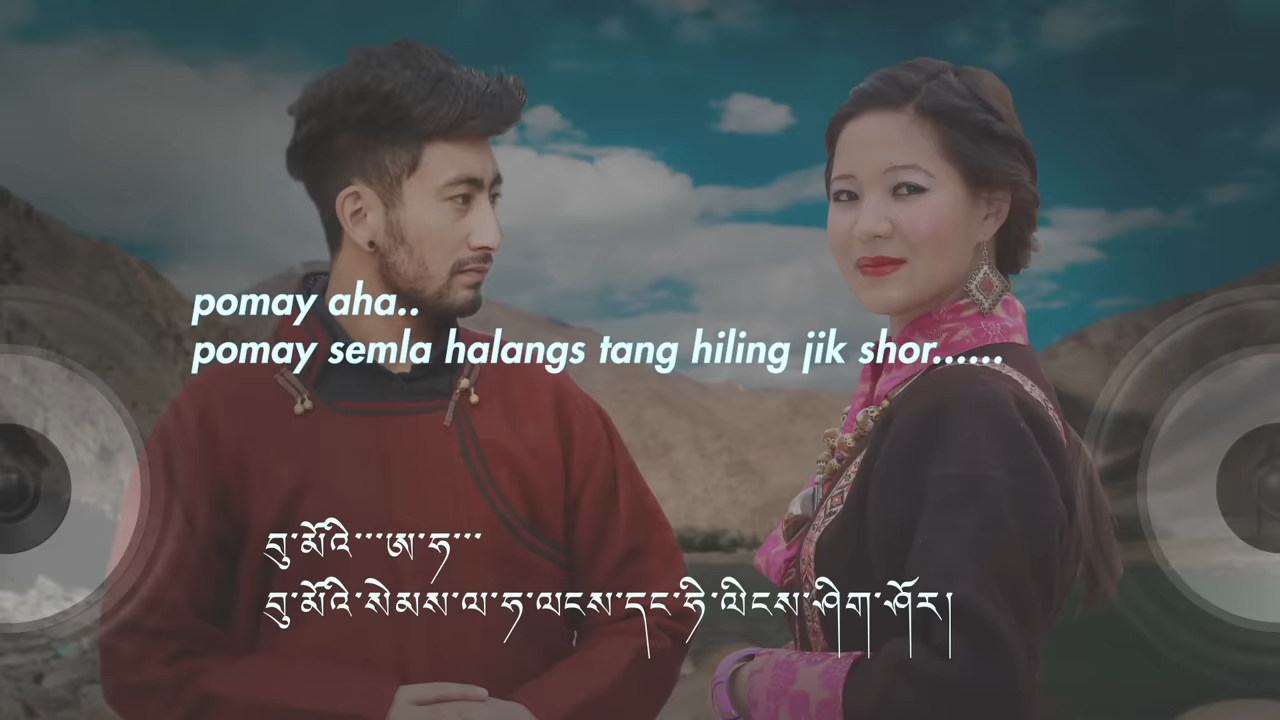 pomay aha..
pomay semla halangs tang hiling jik shor......
བུ་མོའི་་་ཨ་ཧ་་་
བུ་མོའི་སེམས་ལ་ཧ་ལངས་དང་ཧེ་ལིངས་ཤིག་ཤོར།